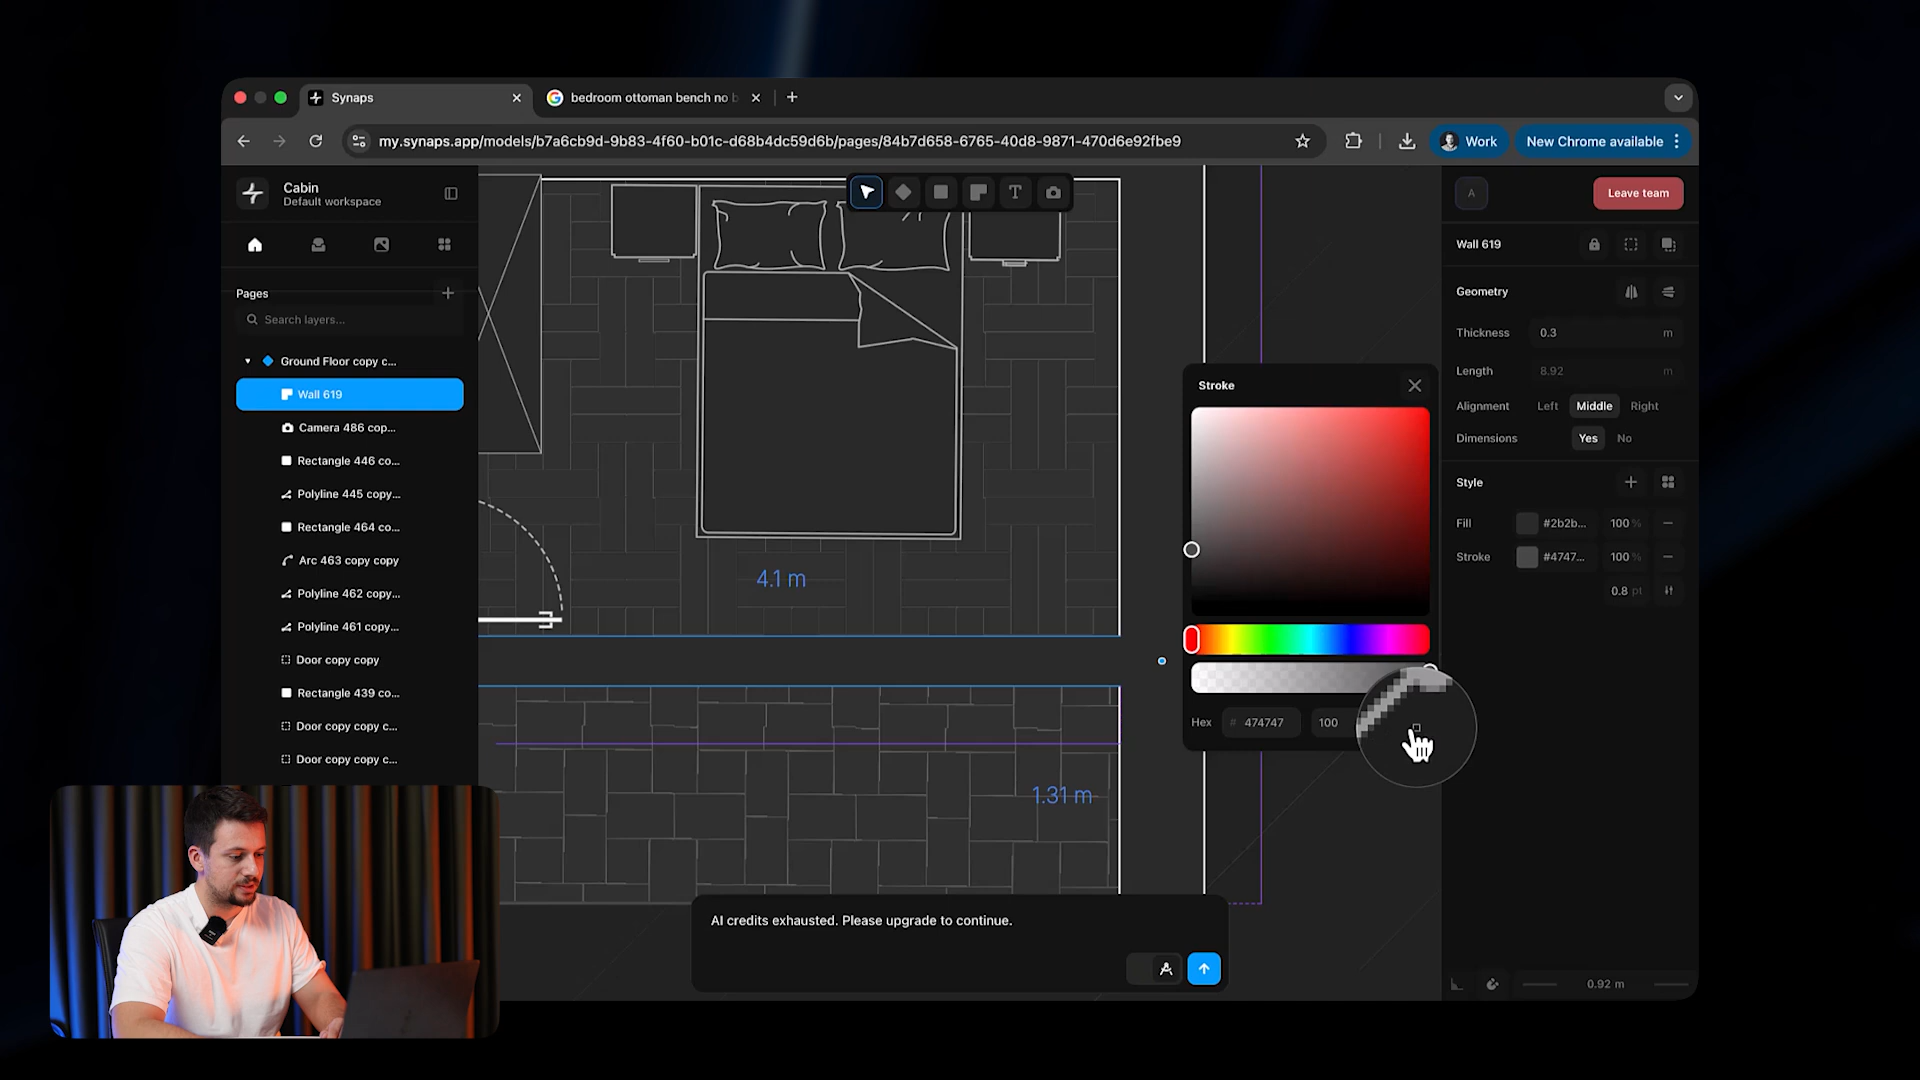 Synaps
bedroom ottoman bench no b
my.synaps.app/models/b7a6cb9d-9b83-4f60-b01c-d68b4dc59d6b/pages/84b7d658-6765-40d8-9871-470d6e92fbe9
Work
New Chrome available
Cabin
Default workspace
Pages
Search layers...
Ground Floor copy c...
Wall 619
Camera 486 cop...
Rectangle 446 co...
Polyline 445 copy...
Rectangle 464 co...
Arc 463 copy copy
Polyline 462 copy...
Polyline 461 copy...
Door copy copy
Rectangle 439 co...
Door copy copy c...
Door copy copy c...
T
4.1 m
1.31 m
AI credits exhausted. Please upgrade to continue.
Stroke
Hex # 474747 100
A
Leave team
Wall 619
Geometry
Thickness 0.3 m
Length 8.92 m
Alignment Left Middle Right
Dimensions Yes No
Style
Fill #2b2b... 100 %
Stroke #4747... 100 %
0.8 pt
0.92 m